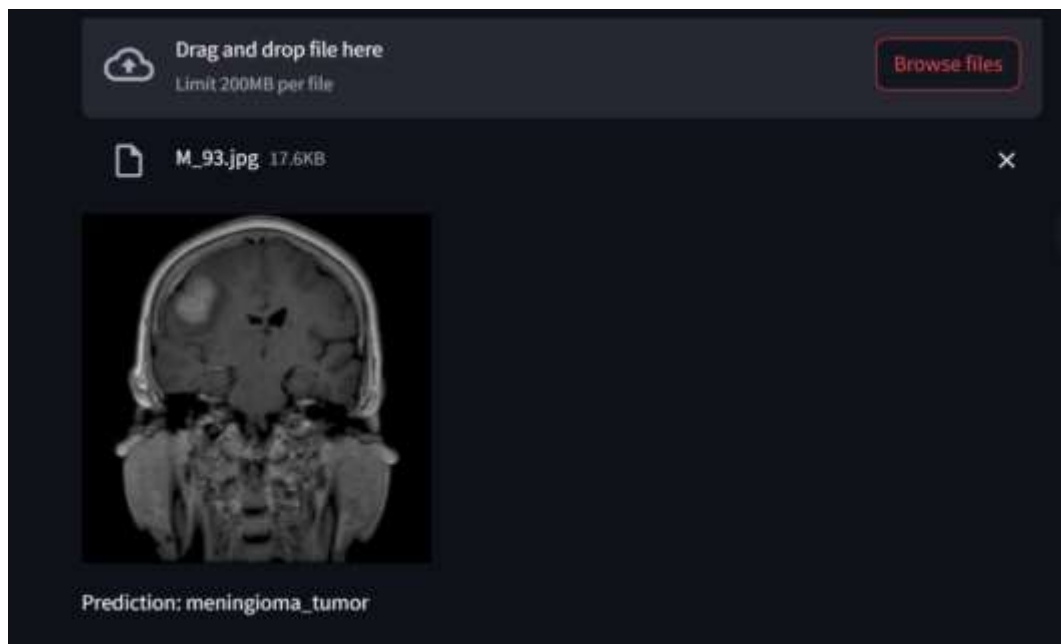 Drag and drop file here
Limit 200MB per file
Browse files
M_93.jpg 17.6KB
Prediction: meningioma_tumor